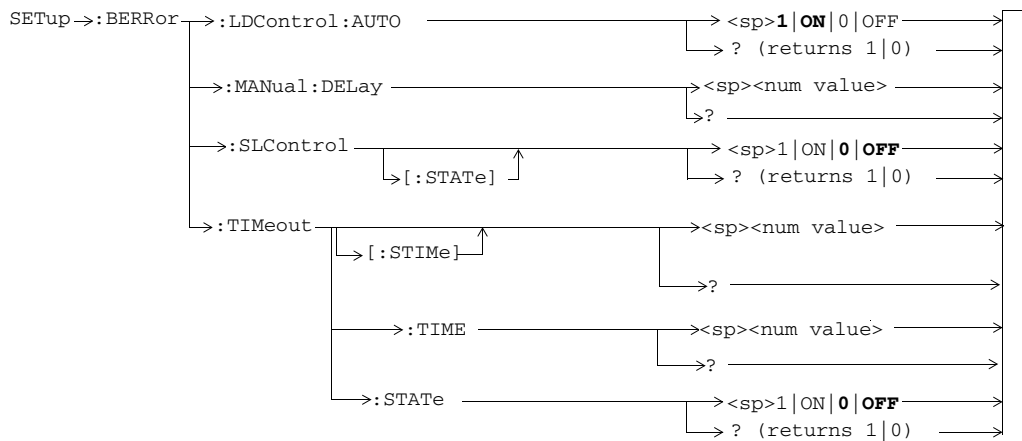 SETup :BERRor :LDControl:AUTO <sp>1|ON|0|OFF
? (returns 1|0)
:MANual:DELay <sp><num value>
?
:SLControl <sp>1|ON|0|OFF
[:STATe] ? (returns 1|0)
:TIMeout <sp><num value>
[:STIMe]
?
:TIME <sp><num value>
?
:STATe <sp>1|ON|0|OFF
? (returns 1|0)